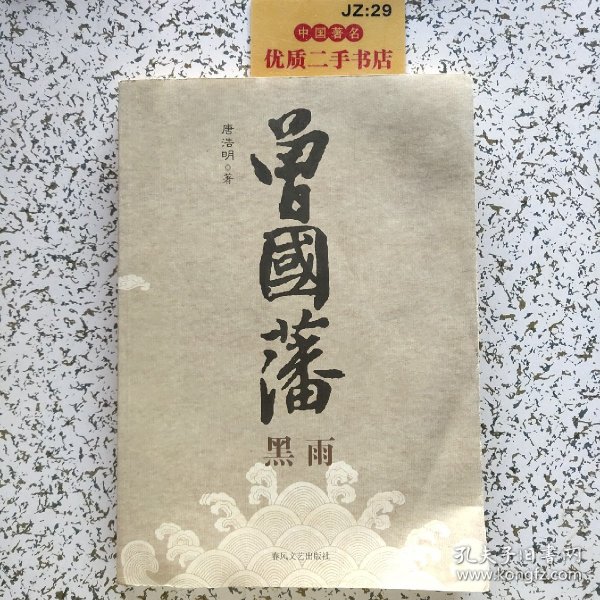 JZ:29
中国著名
优质二手书店
唐浩明◎著
曾國藩
黑雨
春风文艺出版社
孔夫子旧书网
www.kongfz.com